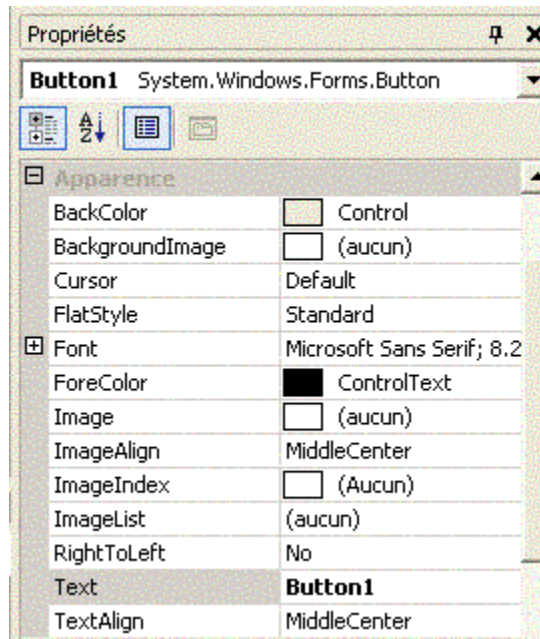 Propriétés
Button1 System.Windows.Forms.Button
A
Z
Apparence
BackColor Control
BackgroundImage (aucun)
Cursor Default
FlatStyle Standard
Font Microsoft Sans Serif; 8.2
ForeColor ControlText
Image (aucun)
ImageAlign MiddleCenter
ImageIndex (Aucun)
ImageList (aucun)
RightToLeft No
Text Button1
TextAlign MiddleCenter